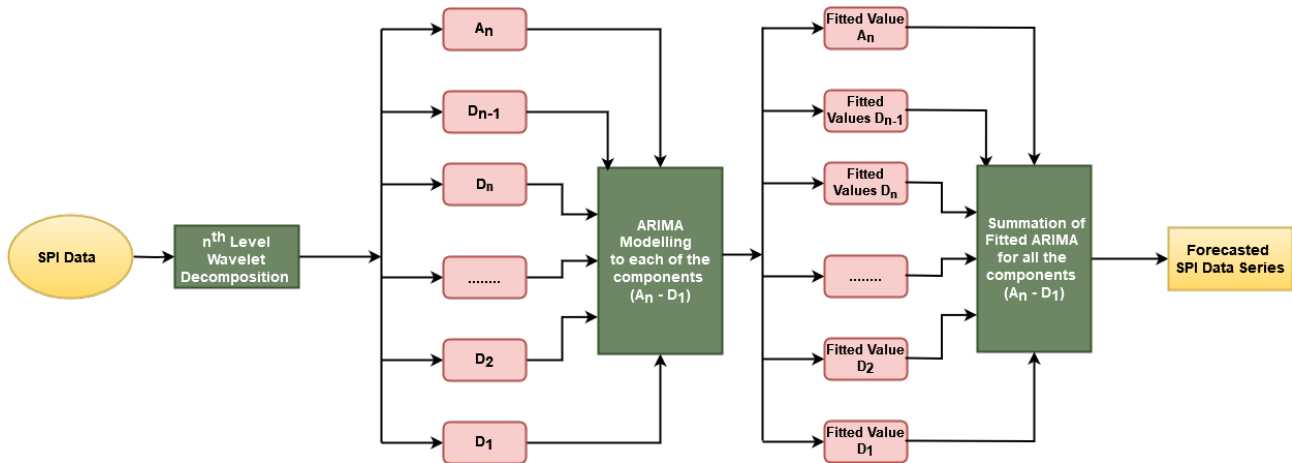 SPI Data
nth Level
Wavelet
Decomposition
An
Dn-1
Dn
........
D2
D1
ARIMA
Modelling
to each of the
components
(An - D1)
Fitted Value
An
Fitted
Values Dn-1
Fitted
Values Dn
........
Fitted Value
D2
Fitted Value
D1
Summation of
Fitted ARIMA
for all the
components
(An - D1)
Forecasted
SPI Data Series